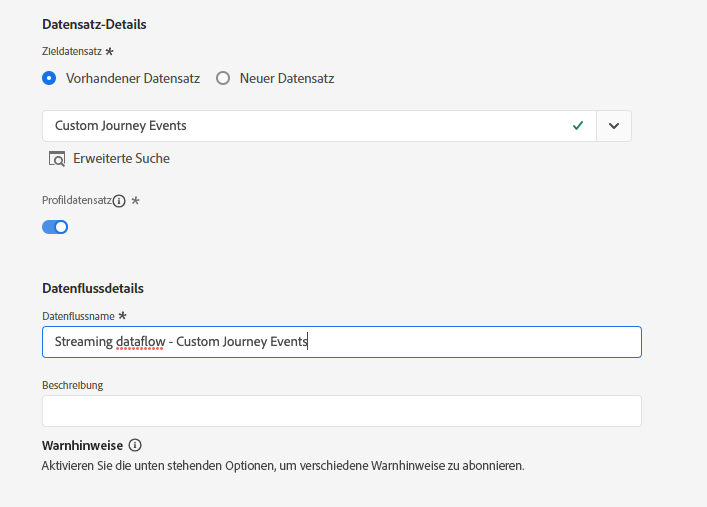 Datensatz-Details
Zieldatensatz *
Vorhandener Datensatz Neuer Datensatz
Custom Journey Events
Erweiterte Suche
Profildatensatz *
Datenflussdetails
Datenflussname *
Streaming dataflow - Custom Journey Events
Beschreibung
Warnhinweise
Aktivieren Sie die unten stehenden Optionen, um verschiedene Warnhinweise zu abonnieren.